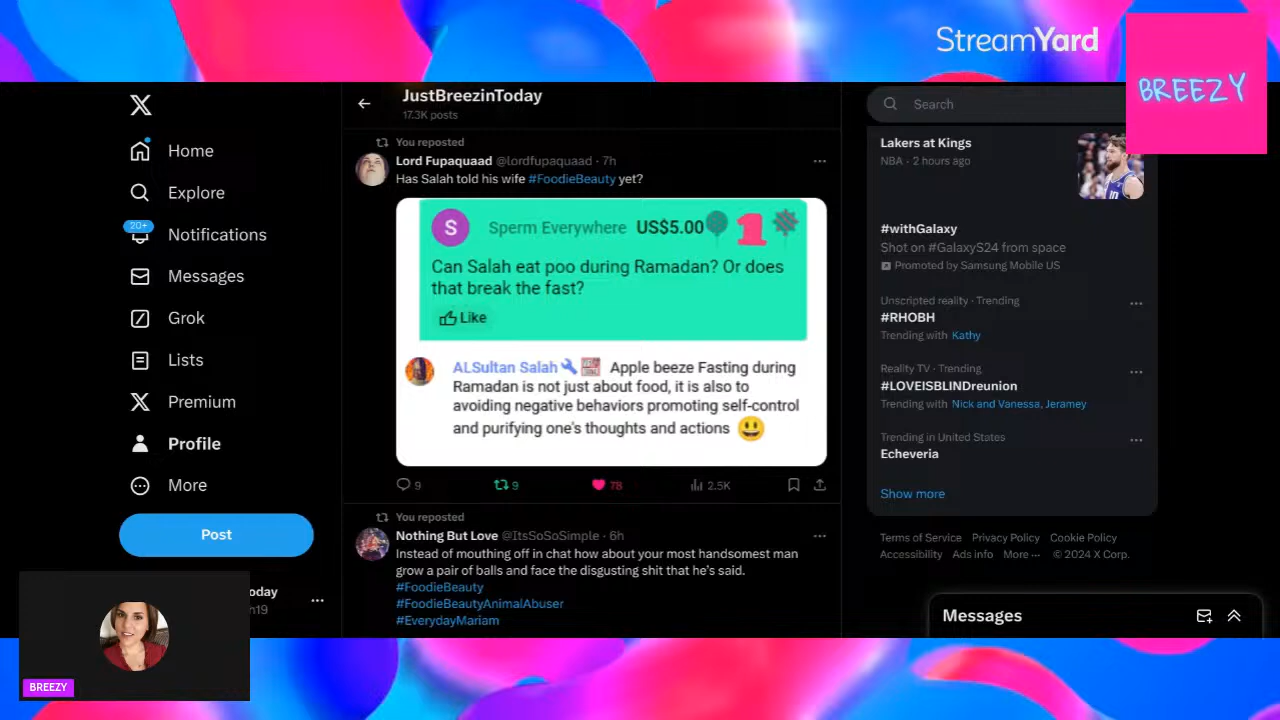 StreamYard
BREEZY
Home
Explore
20+
Notifications
Messages
Grok
Lists
Premium
Profile
More
Post
JustBreezinToday
17.3K posts
You reposted
Lord Fupaquaad @lordfupaquaad · 7h
Has Salah told his wife #FoodieBeauty yet?
S
Sperm Everywhere US$5.00 1
Can Salah eat poo during Ramadan? Or does
that break the fast?
Like
ALSultan Salah Apple beeze Fasting during
Ramadan is not just about food, it is also to
avoiding negative behaviors promoting self-control
and purifying one's thoughts and actions
9
9
78
2.5K
You reposted
Nothing But Love @ItsSoSoSimple · 6h
Instead of mouthing off in chat how about your most handsomest man
grow a pair of balls and face the disgusting shit that he's said.
#FoodieBeauty
#FoodieBeautyAnimalAbuser
#EverydayMariam
Search
Lakers at Kings
NBA · 2 hours ago
#withGalaxy
Shot on #GalaxyS24 from space
Promoted by Samsung Mobile US
Unscripted reality · Trending
#RHOBH
Trending with Kathy
Reality TV · Trending
#LOVEISBLINDreunion
Trending with Nick and Vanessa, Jeramey
Trending in United States
Echeveria
Show more
Terms of Service Privacy Policy Cookie Policy
Accessibility Ads info More ··· © 2024 X Corp.
Messages
oday
n19
BREEZY